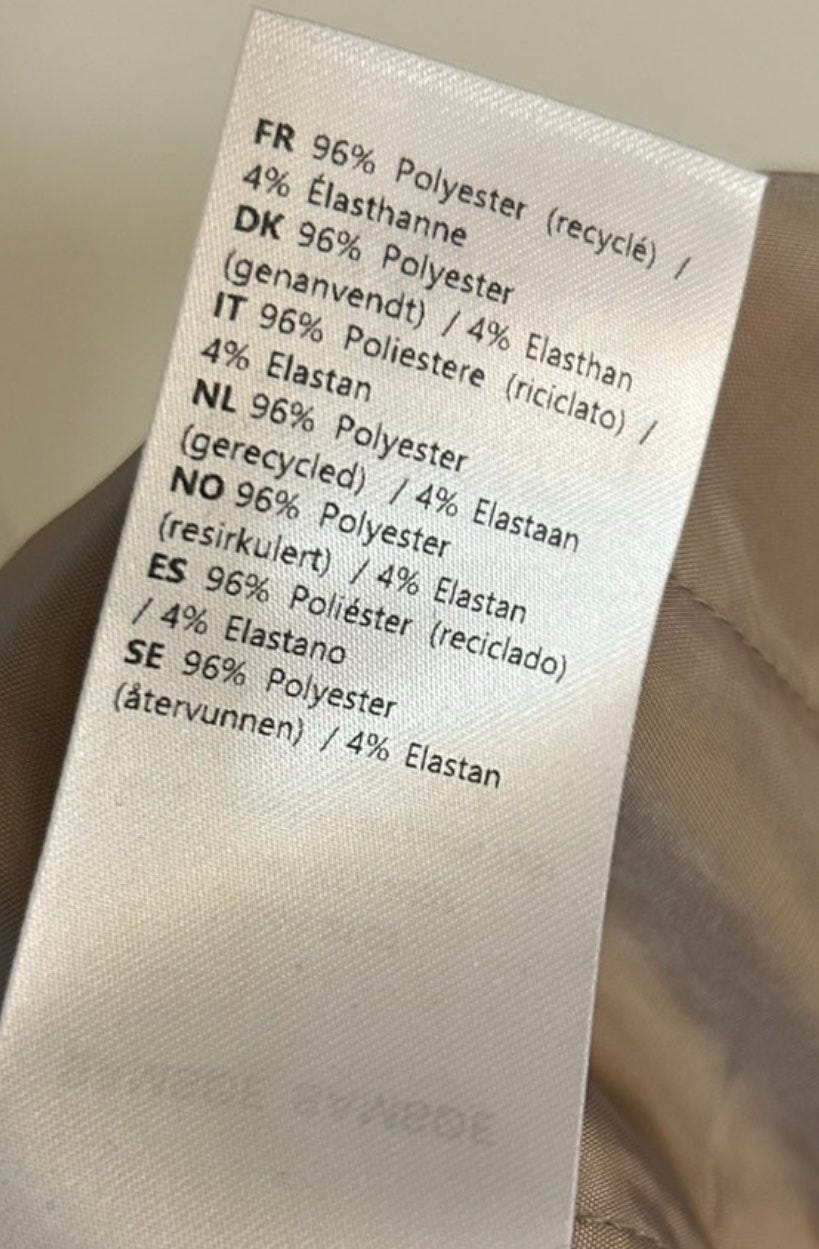 FR 96% Polyester (recyclé) /
4% Élasthanne
DK 96% Polyester
(genanvendt) / 4% Elasthan
IT 96% Poliestere (riciclato) /
4% Elastan
NL 96% Polyester
(gerecycled) / 4% Elastaan
NO 96% Polyester
(resirkulert) / 4% Elastan
ES 96% Poliéster (reciclado)
/ 4% Elastano
SE 96% Polyester
(återvunnen) / 4% Elastan